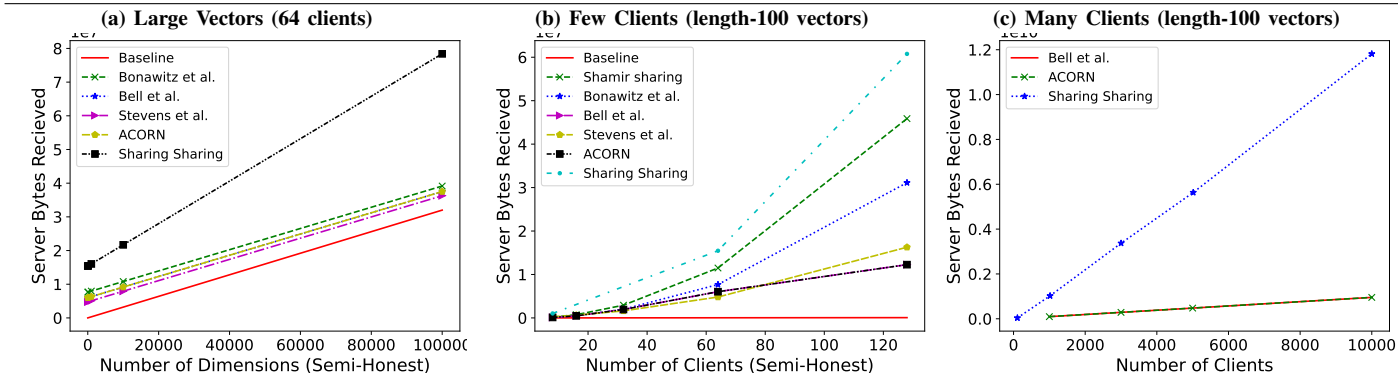 (a) Large Vectors (64 clients)
1e7
Server Bytes Recieved
8
7
6
5
4
3
2
1
0
Baseline
Bonawitz et al.
Bell et al.
Stevens et al.
ACORN
Sharing Sharing
0 20000 40000 60000 80000 100000
Number of Dimensions (Semi-Honest)
(b) Few Clients (length-100 vectors)
1e7
Server Bytes Recieved
6
5
4
3
2
1
0
Baseline
Shamir sharing
Bonawitz et al.
Bell et al.
Stevens et al.
ACORN
Sharing Sharing
20 40 60 80 100 120
Number of Clients (Semi-Honest)
(c) Many Clients (length-100 vectors)
1e10
Server Bytes Recieved
1.2
1.0
0.8
0.6
0.4
0.2
0.0
Bell et al.
ACORN
Sharing Sharing
0 2000 4000 6000 8000 10000
Number of Clients